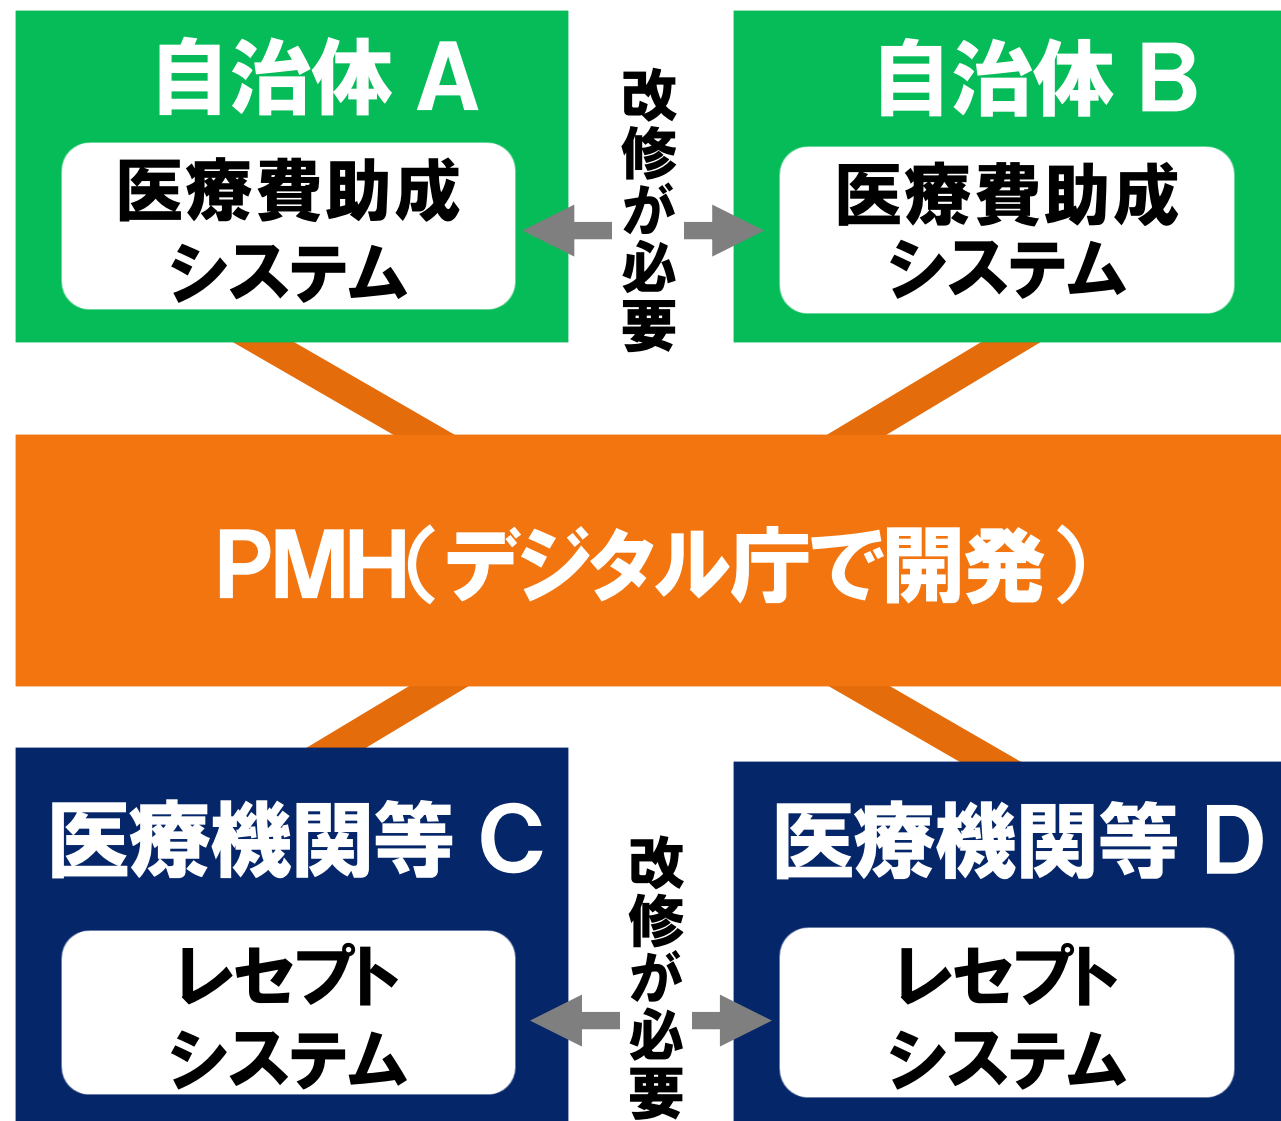 自治体 A
医療費助成
システム
改修が必要
自治体 B
医療費助成
システム
PMH(デジタル庁で開発)
医療機関等 C
レセプト
システム
改修が必要
医療機関等 D
レセプト
システム